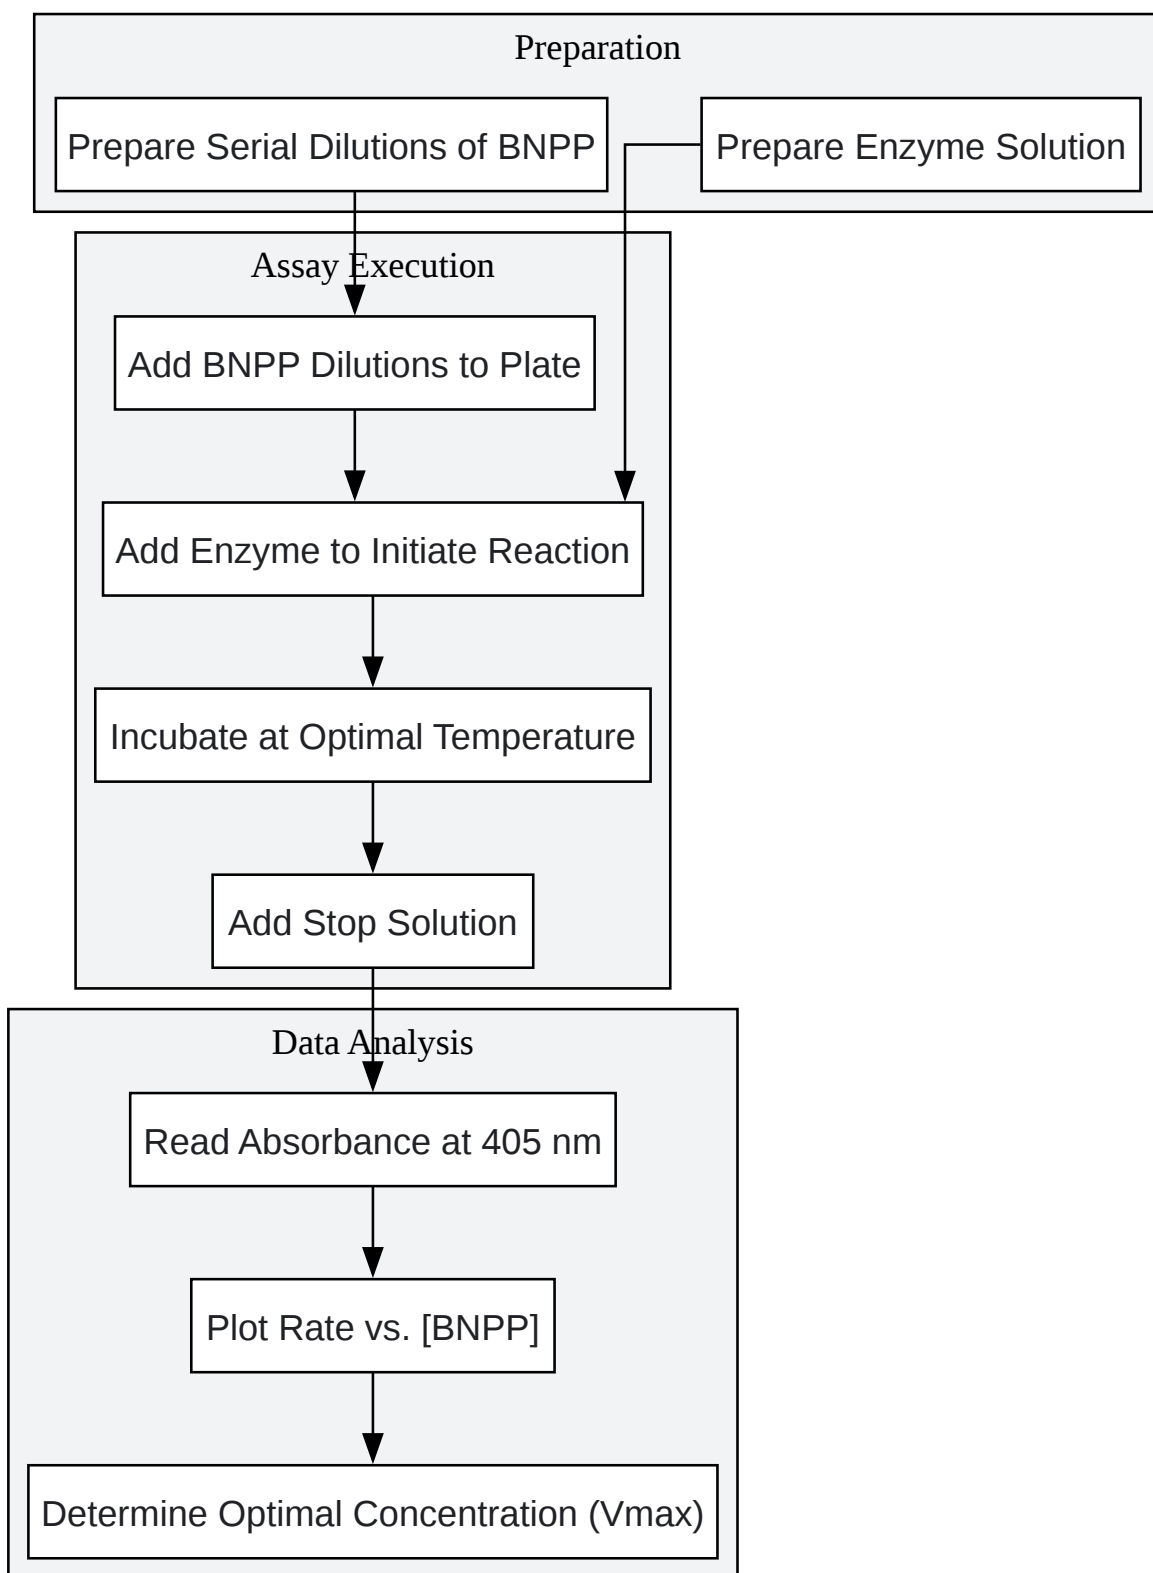 Preparation
Prepare Serial Dilutions of BNPP
Prepare Enzyme Solution
Assay Execution
Add BNPP Dilutions to Plate
Add Enzyme to Initiate Reaction
Incubate at Optimal Temperature
Add Stop Solution
Data Analysis
Read Absorbance at 405 nm
Plot Rate vs. [BNPP]
Determine Optimal Concentration (Vmax)